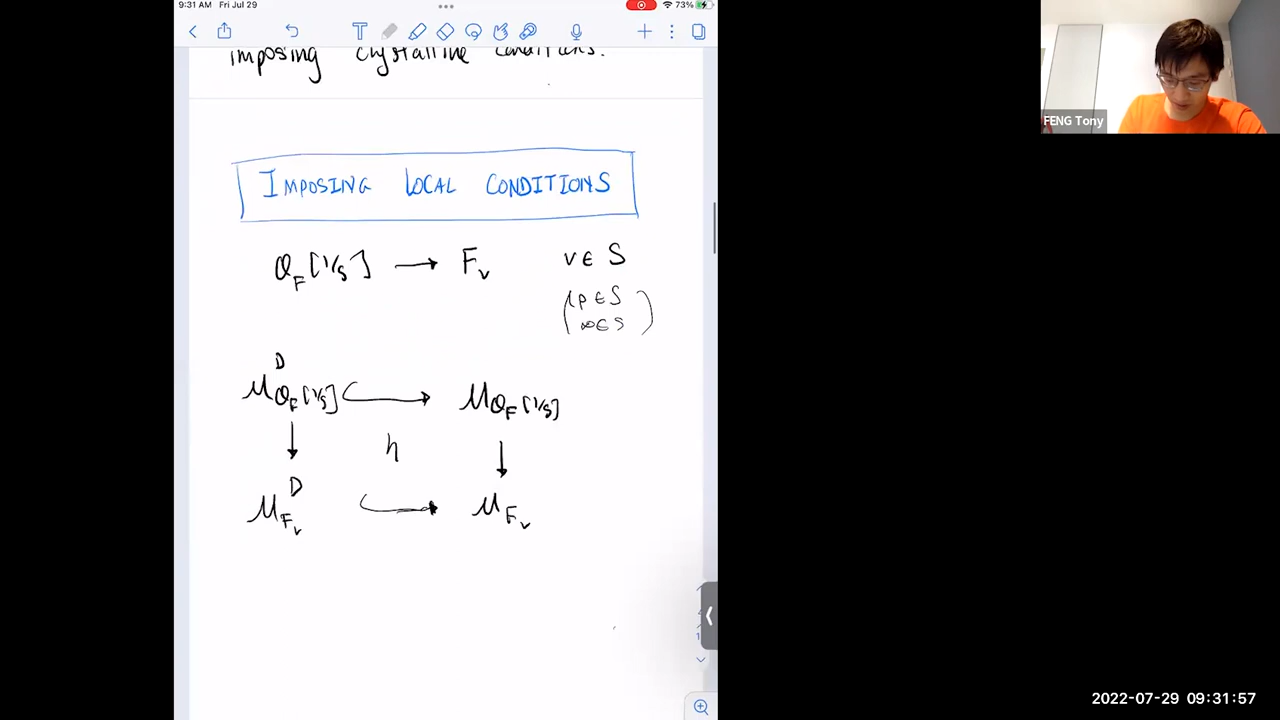 9:31 AM Fri Jul 29
73%
imposing crystalline conditions.
IMPOSING LOCAL CONDITIONS
O_F[1/S] → F_v v ∈ S
(p ∈ S
∞ ∈ S)
M^D_{O_F[1/S]} ↪ M_{O_F[1/S]}
↓ h ↓
M^D_{F_v} ↪ M_{F_v}
FENG Tony
2022-07-29 09:31:57